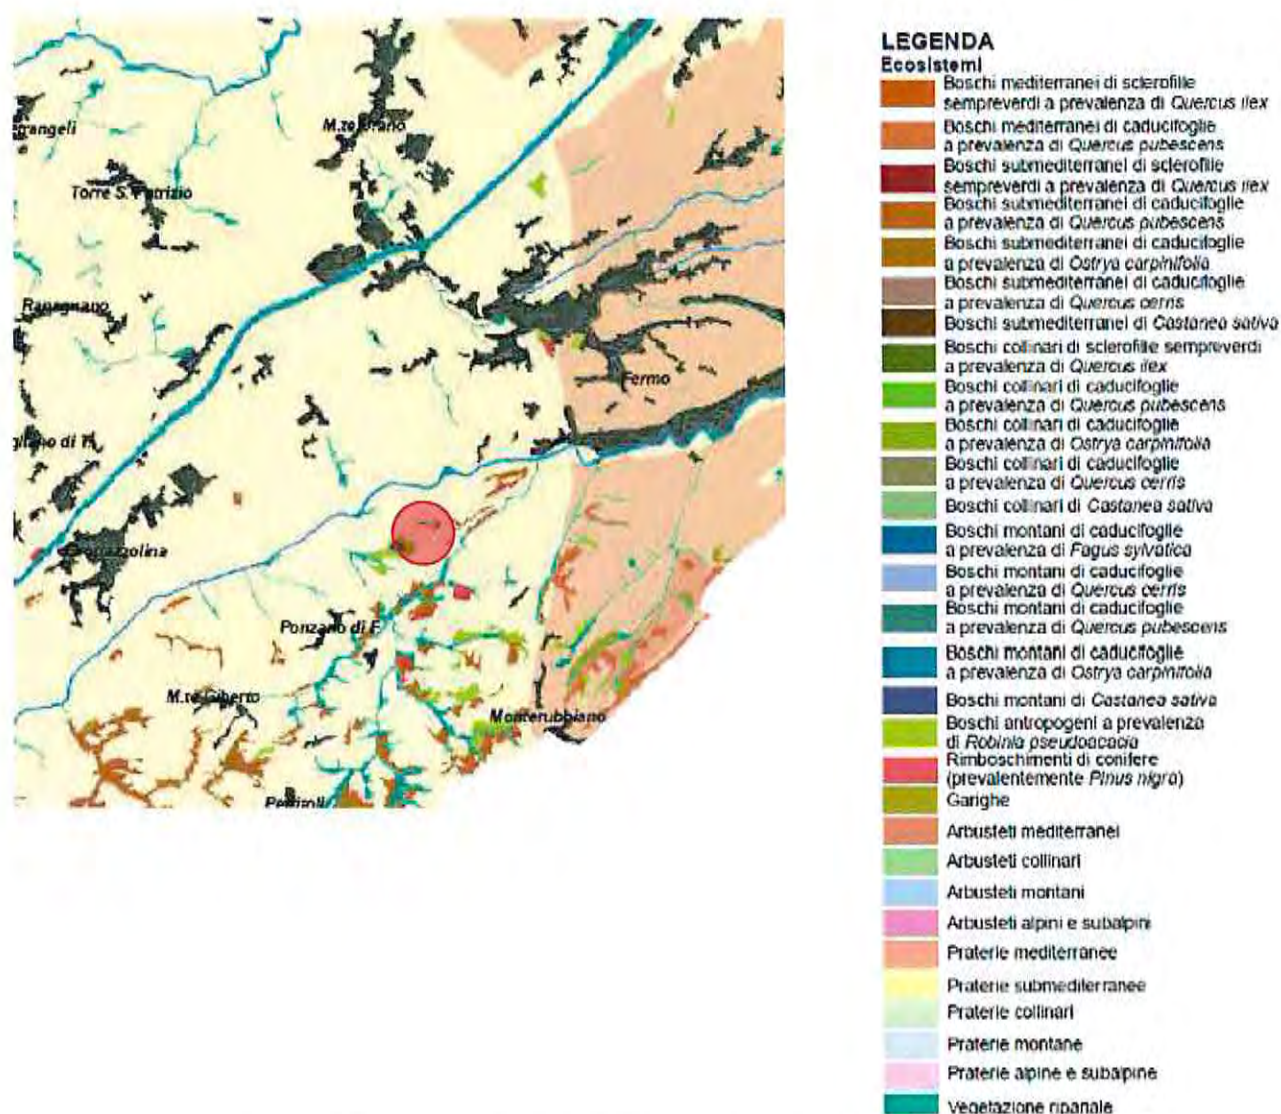 M.te Urano
Torre S. Patrizio
Rapagnano
Fermo
Ponzano di F.
M.te Giberto
Monterubbiano
LEGENDA
Ecosistemi
Boschi mediterranei di sclerofille
sempreverdi a prevalenza di Quercus ilex
Boschi mediterranei di caducifoglie
a prevalenza di Quercus pubescens
Boschi submediterranei di sclerofille
sempreverdi a prevalenza di Quercus ilex
Boschi submediterranei di caducifoglie
a prevalenza di Quercus pubescens
Boschi submediterranei di caducifoglie
a prevalenza di Ostrya carpinifolia
Boschi submediterranei di caducifoglie
a prevalenza di Quercus cerris
Boschi submediterranei di Castanea sativa
Boschi collinari di sclerofille sempreverdi
a prevalenza di Quercus ilex
Boschi collinari di caducifoglie
a prevalenza di Quercus pubescens
Boschi collinari di caducifoglie
a prevalenza di Ostrya carpinifolia
Boschi collinari di caducifoglie
a prevalenza di Quercus cerris
Boschi collinari di Castanea sativa
Boschi montani di caducifoglie
a prevalenza di Fagus sylvatica
Boschi montani di caducifoglie
a prevalenza di Quercus cerris
Boschi montani di caducifoglie
a prevalenza di Quercus pubescens
Boschi montani di caducifoglie
a prevalenza di Ostrya carpinifolia
Boschi montani di Castanea sativa
Boschi antropogeni a prevalenza
di Robinia pseudoacacia
Rimboschimenti di conifere
(prevalentemente Pinus nigra)
Garighe
Arbusteti mediterranei
Arbusteti collinari
Arbusteti montani
Arbusteti alpini e subalpini
Praterie mediterranee
Praterie submediterranee
Praterie collinari
Praterie montane
Praterie alpine e subalpine
Vegetazione ripariale